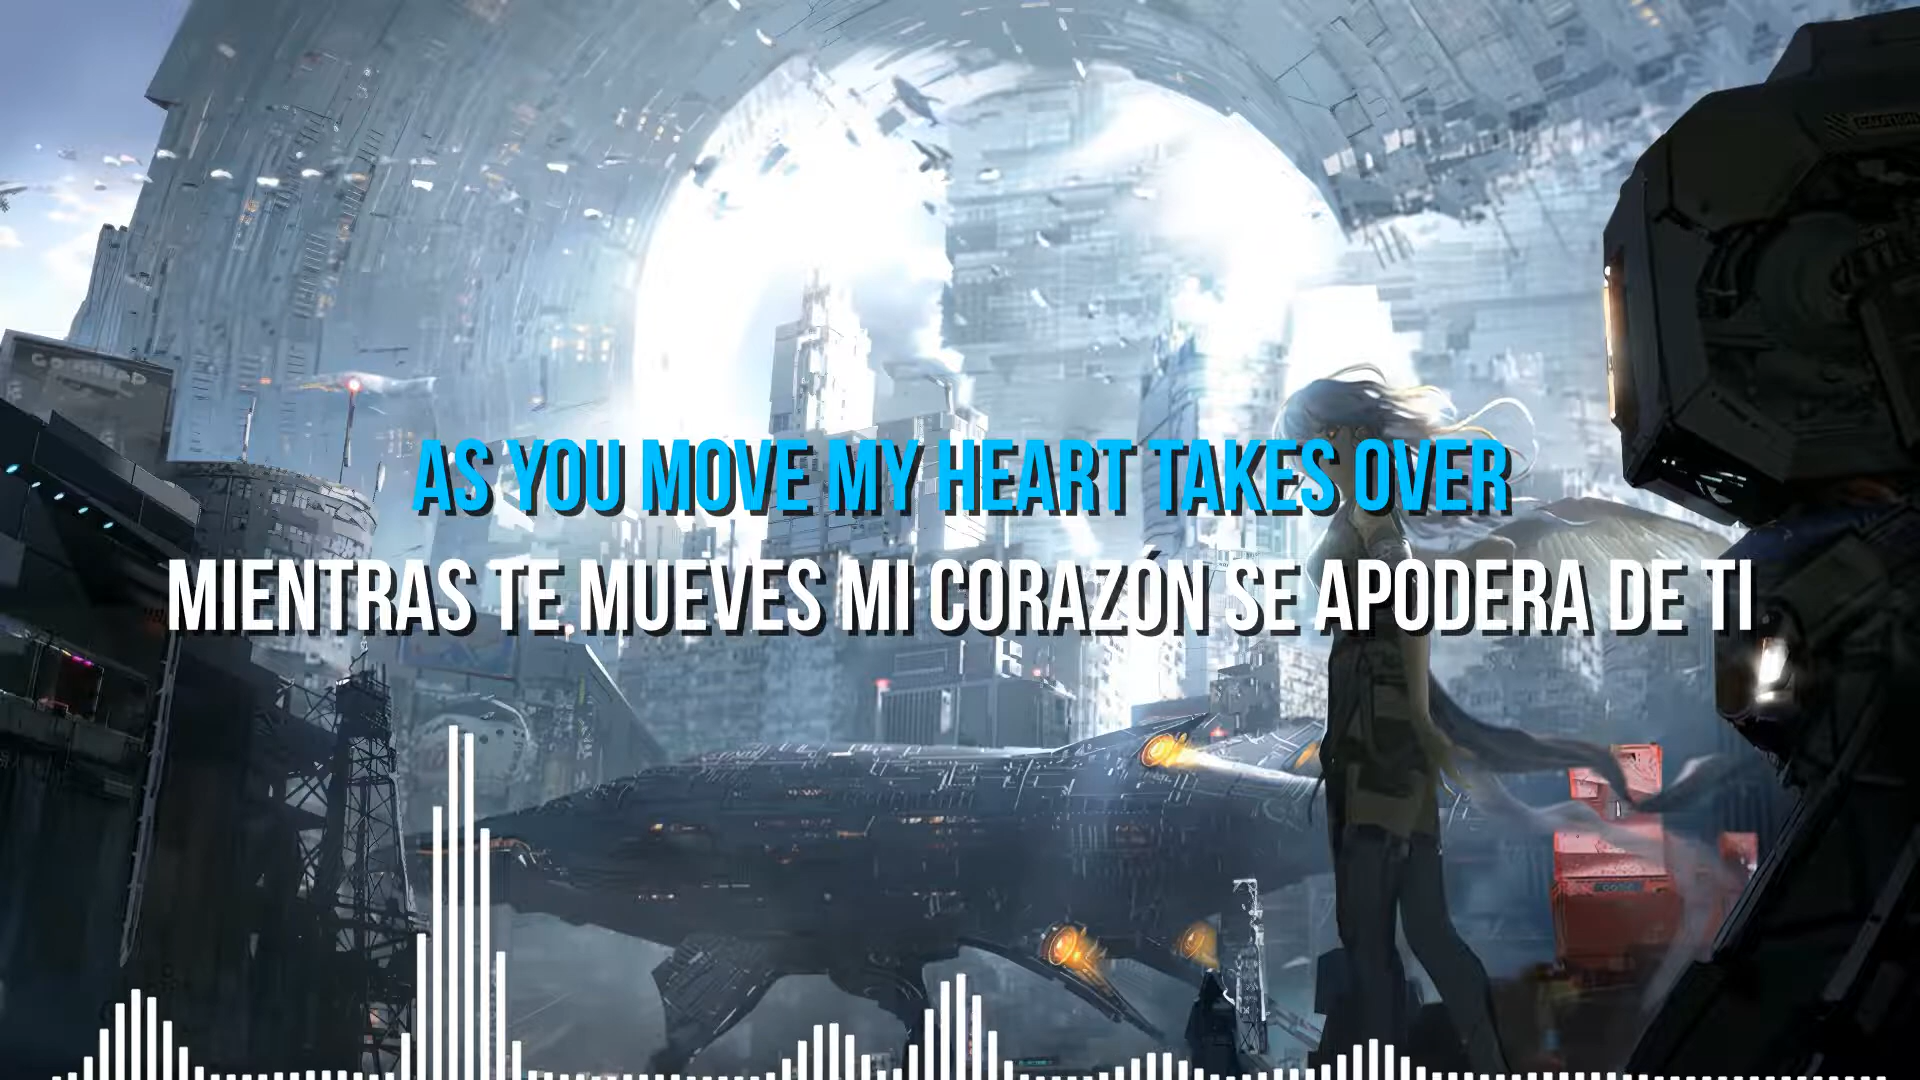 AS YOU MOVE MY HEART TAKES OVER
MIENTRAS TE MUEVES MI CORAZÓN SE APODERA DE TI